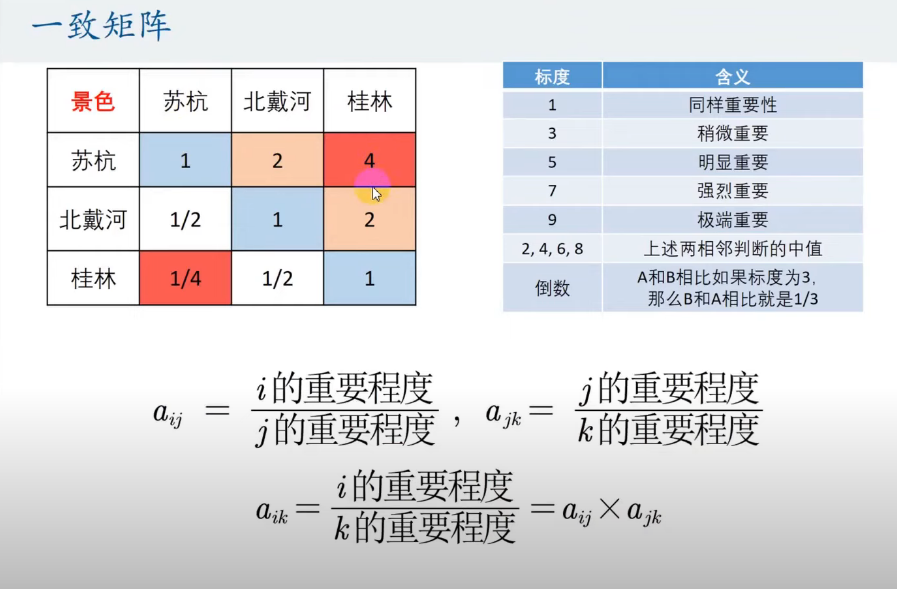 一致矩阵
景色 苏杭 北戴河 桂林
苏杭 1 2 4
北戴河 1/2 1 2
桂林 1/4 1/2 1
标度 含义
1 同样重要性
3 稍微重要
5 明显重要
7 强烈重要
9 极端重要
2, 4, 6, 8 上述两相邻判断的中值
倒数 A和B相比如果标度为3,
那么B和A相比就是1/3
a_{ij} = \frac{i的重要程度}{j的重要程度} , a_{jk} = \frac{j的重要程度}{k的重要程度}
a_{ik} = \frac{i的重要程度}{k的重要程度} = a_{ij} × a_{jk}